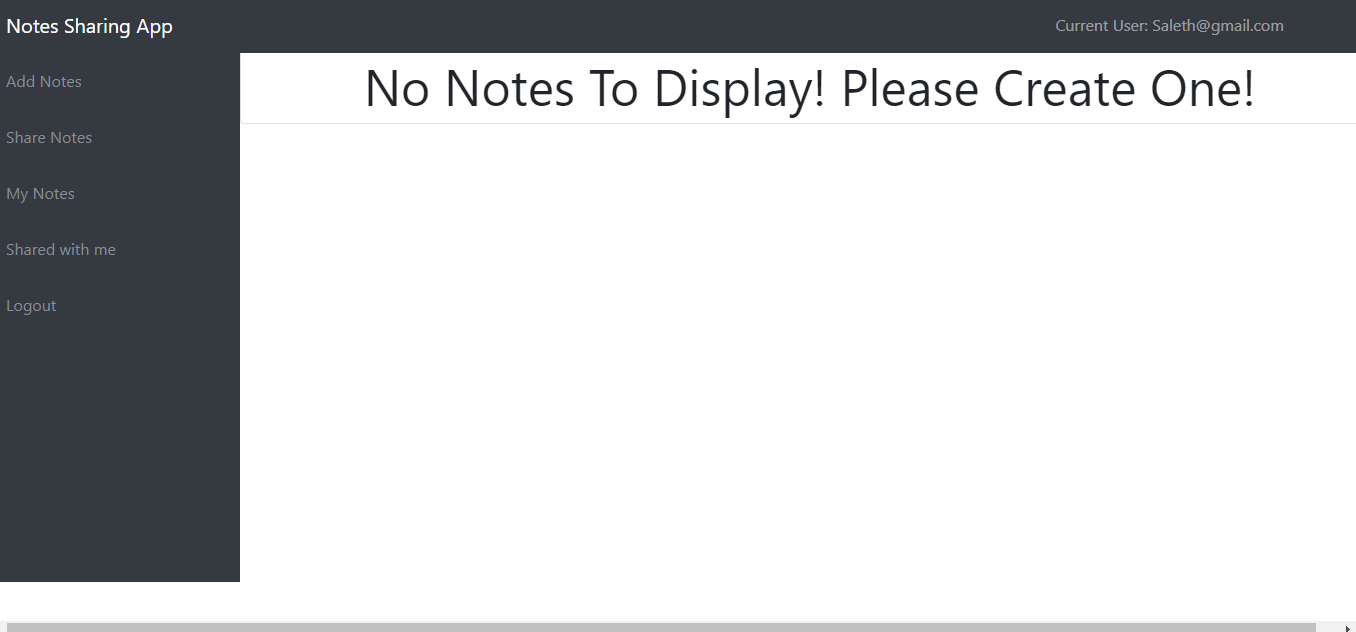 Notes Sharing App
Current User: Saleth@gmail.com
Add Notes
Share Notes
My Notes
Shared with me
Logout
No Notes To Display! Please Create One!